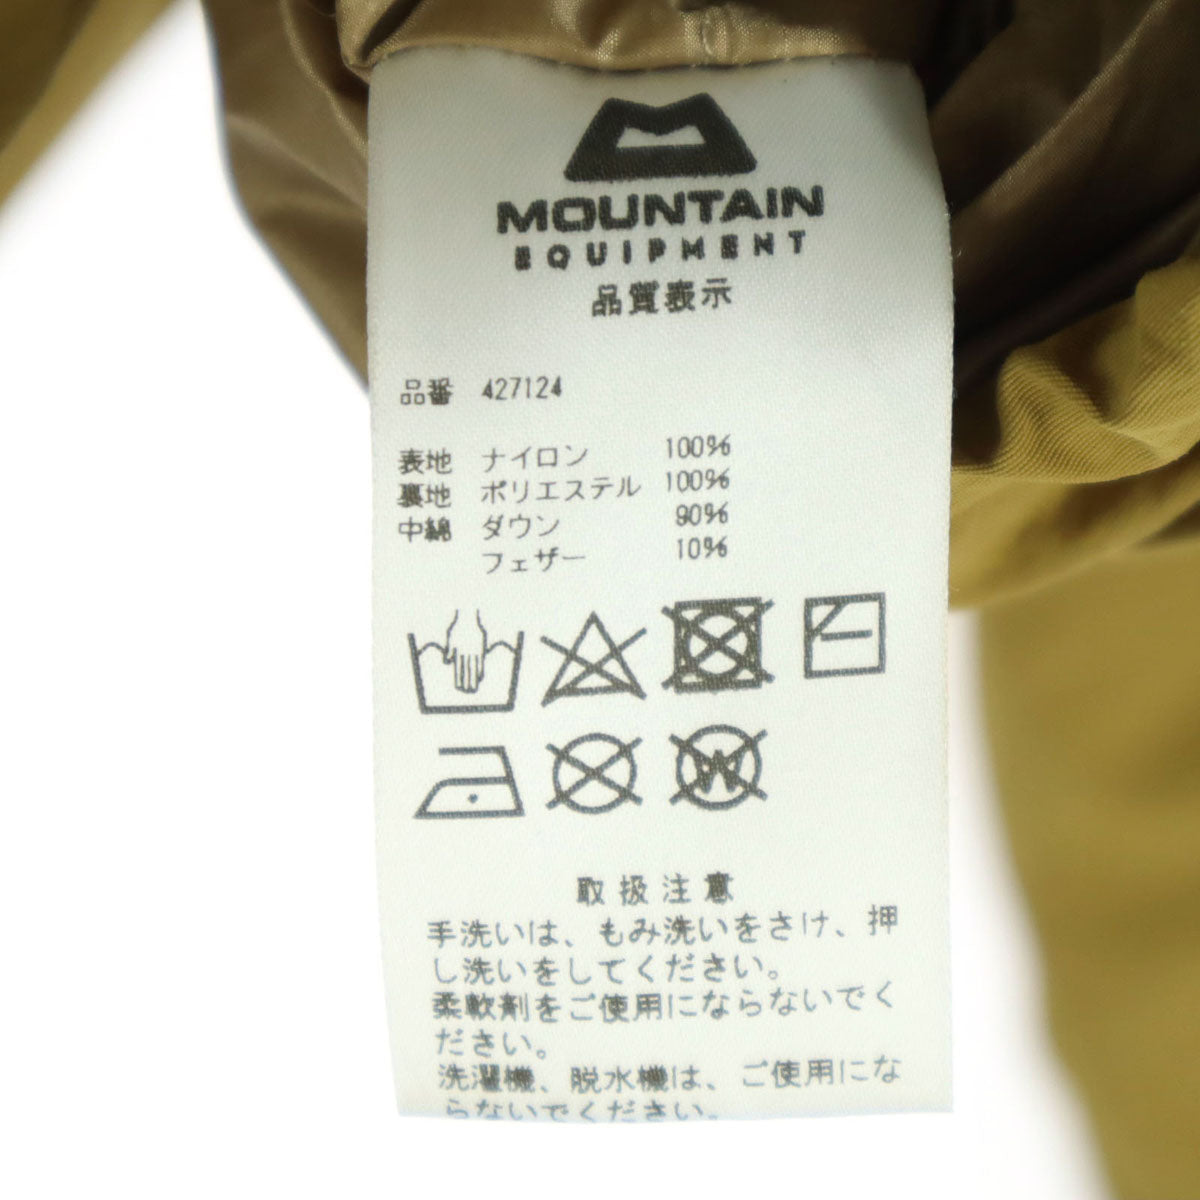 MOUNTAIN
EQUIPMENT
品質表示
品番 427124
表地 ナイロン 100%
裏地 ポリエステル 100%
中綿 ダウン 90%
フェザー 10%
W
取扱注意
手洗いは、もみ洗いをさけ、押
し洗いをしてください。
柔軟剤をご使用にならないでく
ださい。
洗濯機、脱水機は、ご使用にな
らないでください。